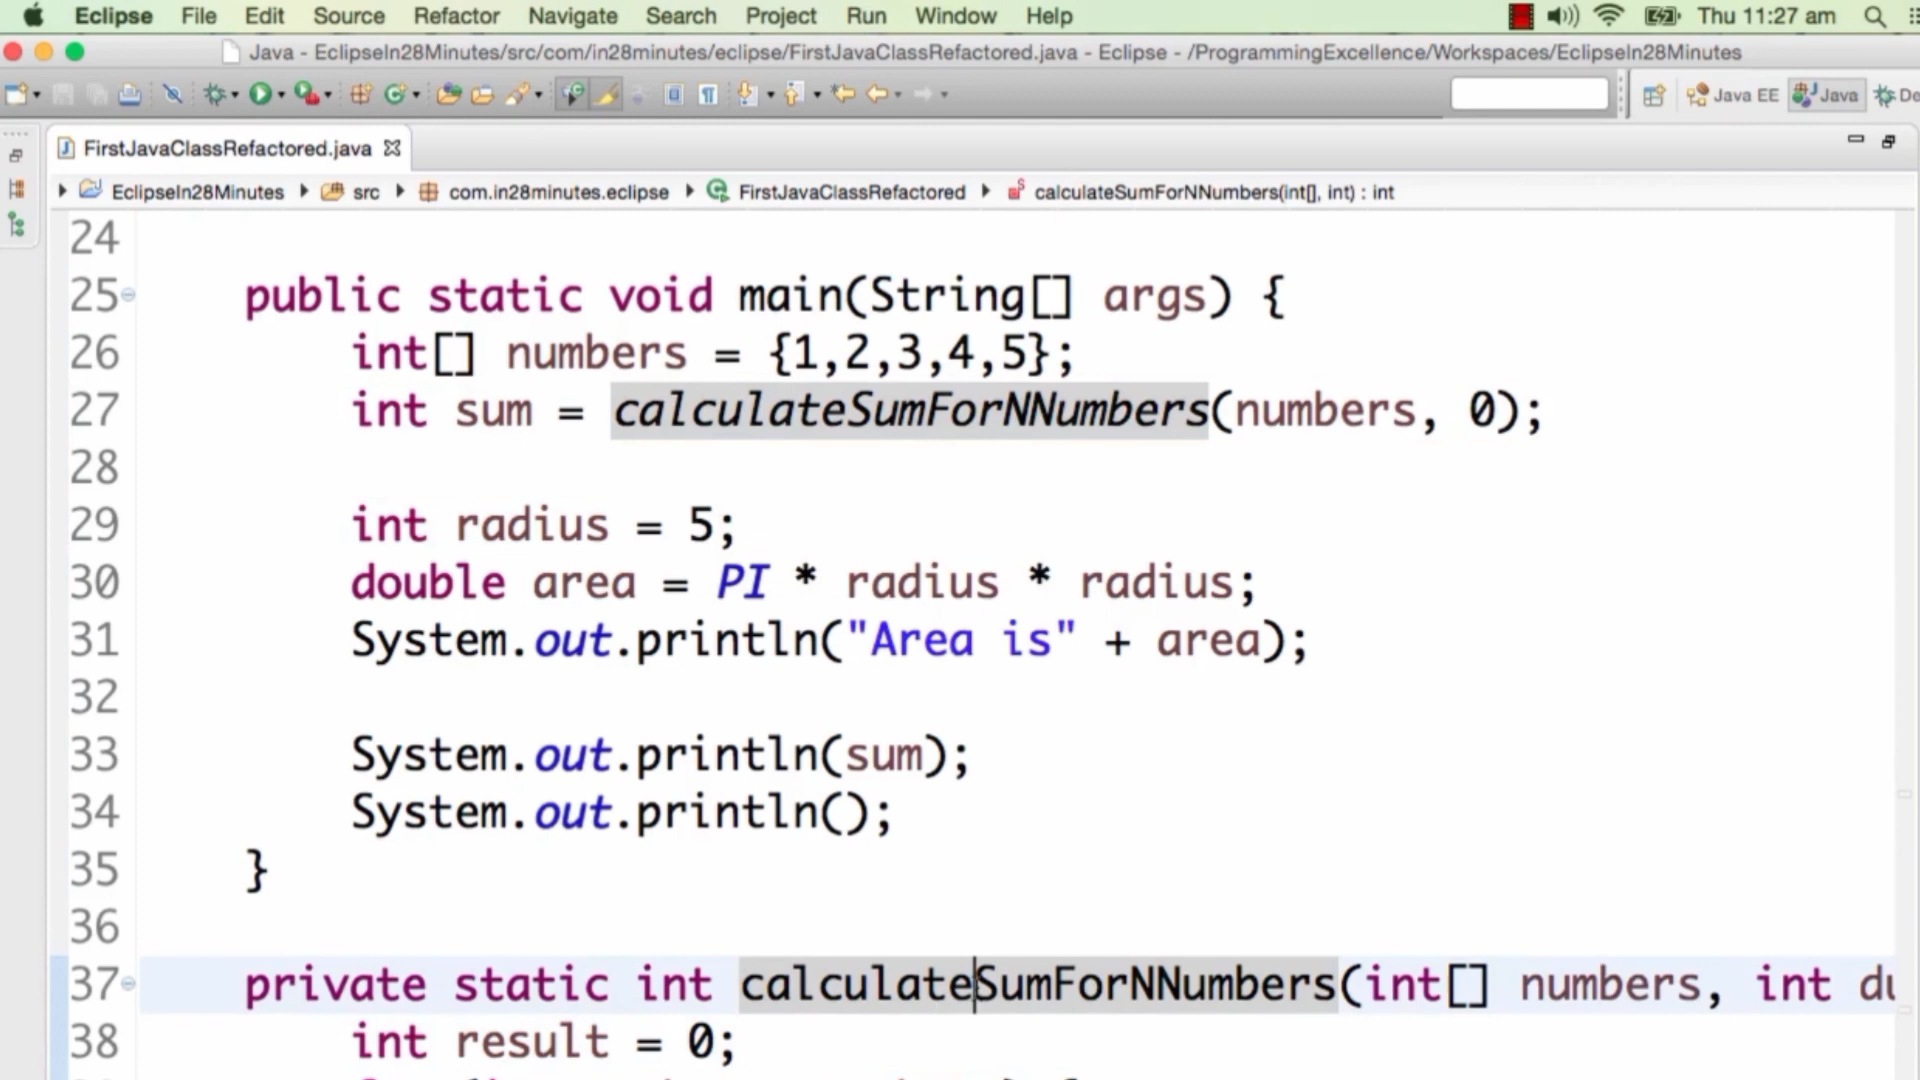 Eclipse File Edit Source Refactor Navigate Search Project Run Window Help Thu 11:27 am
Java - EclipseIn28Minutes/src/com/in28minutes/eclipse/FirstJavaClassRefactored.java - Eclipse - /ProgrammingExcellence/Workspaces/EclipseIn28Minutes
Java EE Java De
FirstJavaClassRefactored.java
EclipseIn28Minutes src com.in28minutes.eclipse FirstJavaClassRefactored calculateSumForNNumbers(int[], int) : int
24
25 public static void main(String[] args) {
26 int[] numbers = {1,2,3,4,5};
27 int sum = calculateSumForNNumbers(numbers, 0);
28
29 int radius = 5;
30 double area = PI * radius * radius;
31 System.out.println("Area is" + area);
32
33 System.out.println(sum);
34 System.out.println();
35 }
36
37 private static int calculateSumForNNumbers(int[] numbers, int du
38 int result = 0;